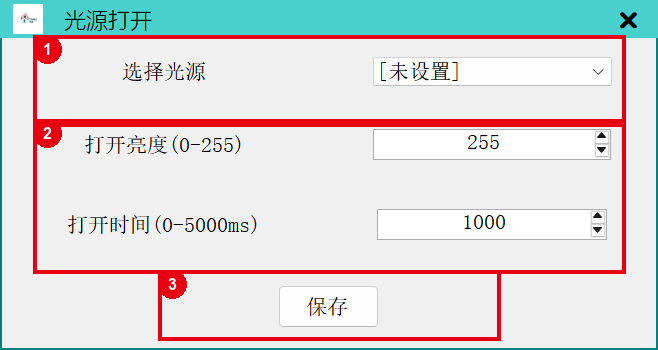 光源打开
1
选择光源 [未设置]
2
打开亮度(0-255) 255
打开时间(0-5000ms) 1000
3
保存